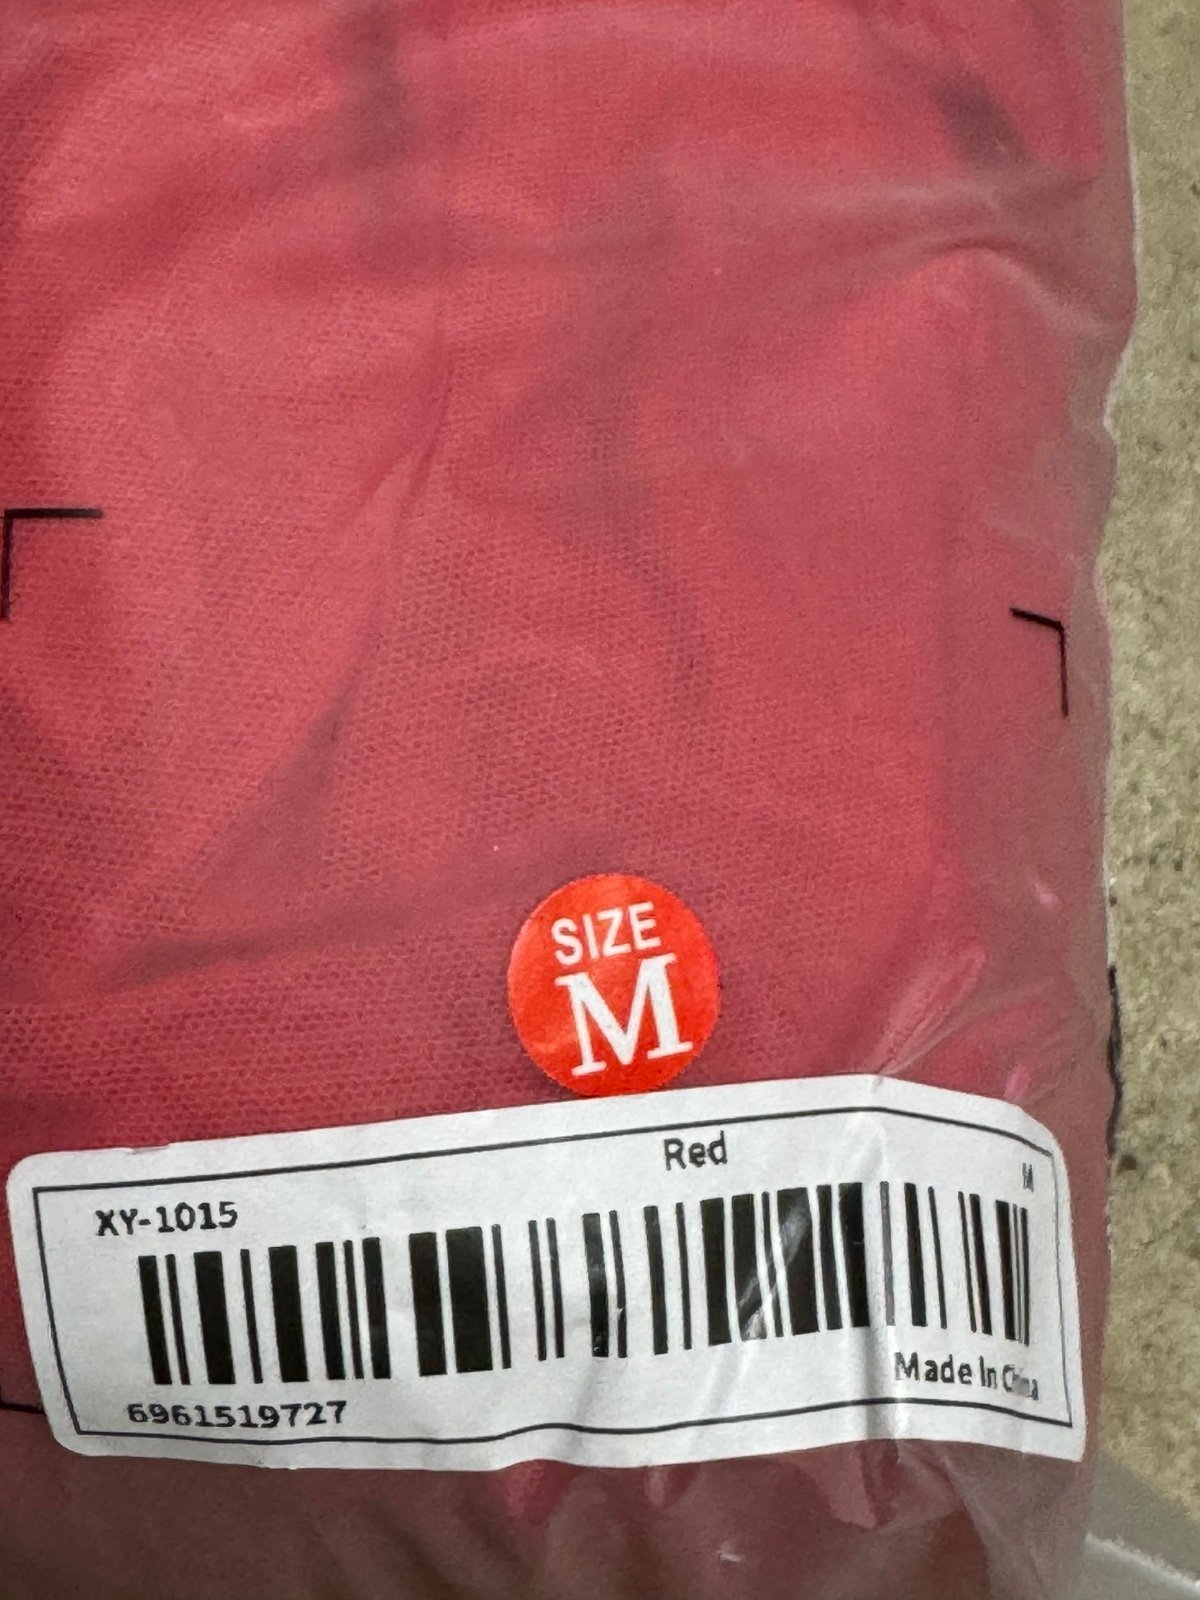 SIZE
M
Red
M
XY-1015
Made In China
6961519727